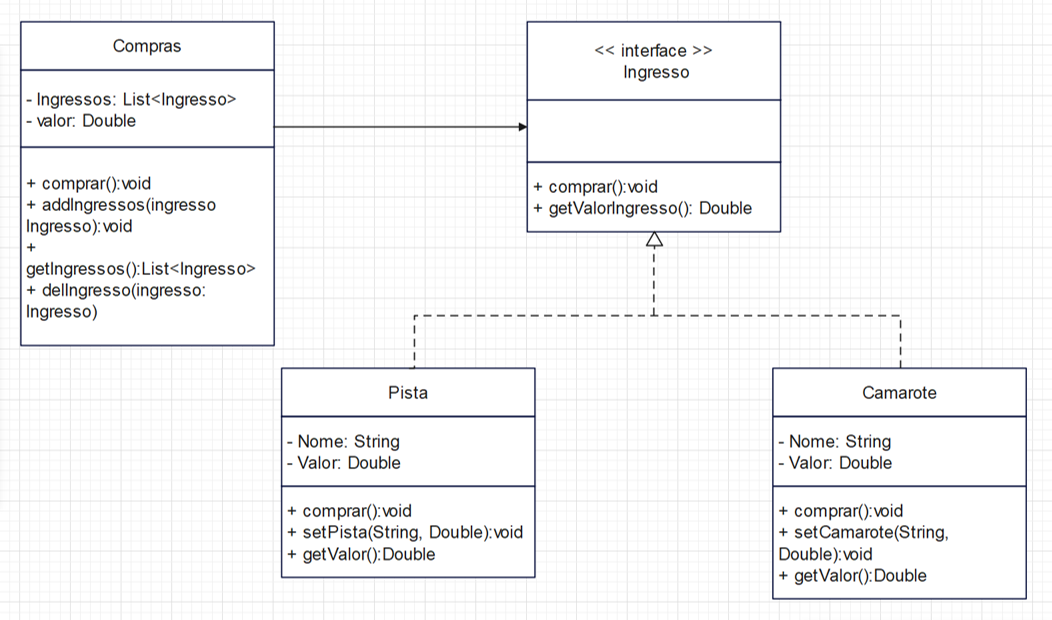 Compras
- Ingressos: List<Ingresso>
- valor: Double
+ comprar():void
+ addIngressos(ingresso
Ingresso):void
+
getIngressos():List<Ingresso>
+ delIngresso(ingresso:
Ingresso)
<< interface >>
Ingresso
+ comprar():void
+ getValorIngresso(): Double
Pista
- Nome: String
- Valor: Double
+ comprar():void
+ setPista(String, Double):void
+ getValor():Double
Camarote
- Nome: String
- Valor: Double
+ comprar():void
+ setCamarote(String,
Double):void
+ getValor():Double